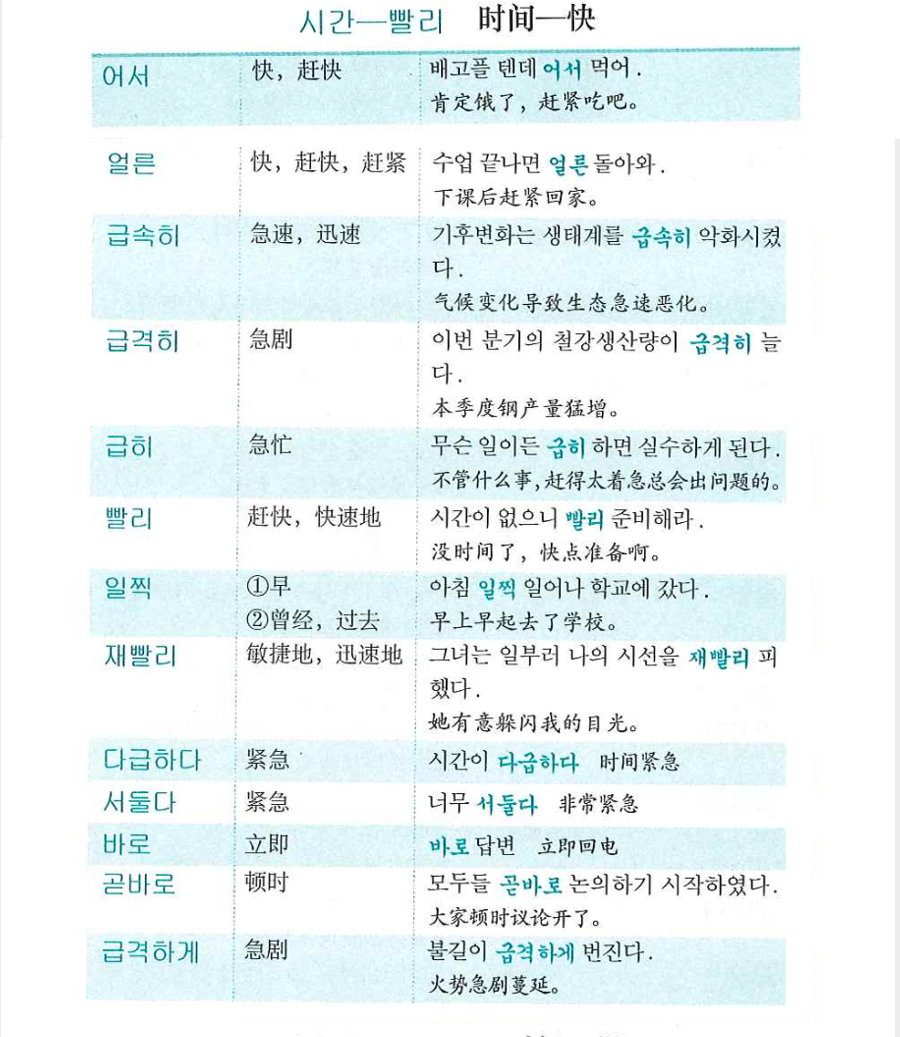 시간—빨리 时间—快
어서 快，赶快 배고플 텐데 어서 먹어.
肯定饿了，赶紧吃吧。
얼른 快，赶快，赶紧 수업 끝나면 얼른 돌아와.
下课后赶紧回家。
급속히 急速，迅速 기후변화는 생태계를 급속히 악화시켰
다.
气候变化导致生态急速恶化。
급격히 急剧 이번 분기의 철강생산량이 급격히 늘
다.
本季度钢产量猛增。
급히 急忙 무슨 일이든 급히 하면 실수하게 된다.
不管什么事,赶得太着急总会出问题的。
빨리 赶快，快速地 시간이 없으니 빨리 준비해라.
没时间了，快点准备啊。
일찍 ①早 아침 일찍 일어나 학교에 갔다.
②曾经，过去 早上早起去了学校。
재빨리 敏捷地，迅速地 그녀는 일부러 나의 시선을 재빨리 피
했다.
她有意躲闪我的目光。
다급하다 紧急 시간이 다급하다 时间紧急
서둘다 紧急 너무 서둘다 非常紧急
바로 立即 바로 답변 立即回电
곧바로 顿时 모두들 곧바로 논의하기 시작하였다.
大家顿时议论开了。
급격하게 急剧 불길이 급격하게 번진다.
火势急剧蔓延。